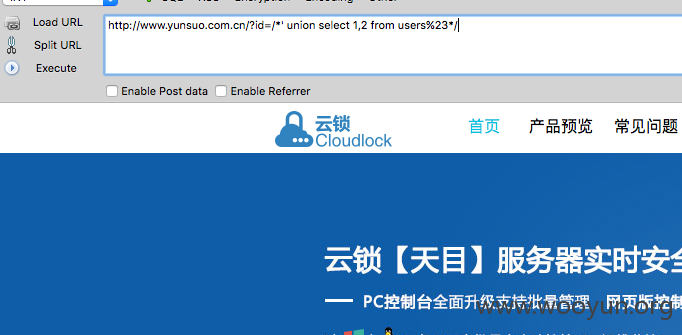 Load URL
http://www.yunsuo.com.cn/?id=/*' union select 1,2 from users%23*/
Split URL
Execute
Enable Post data Enable Referrer
云锁
Cloudlock
首页 产品预览 常见问题
云锁【天目】服务器实时安全
PC控制台全面升级支持批量管理 网页版控制
www.wooyun.org